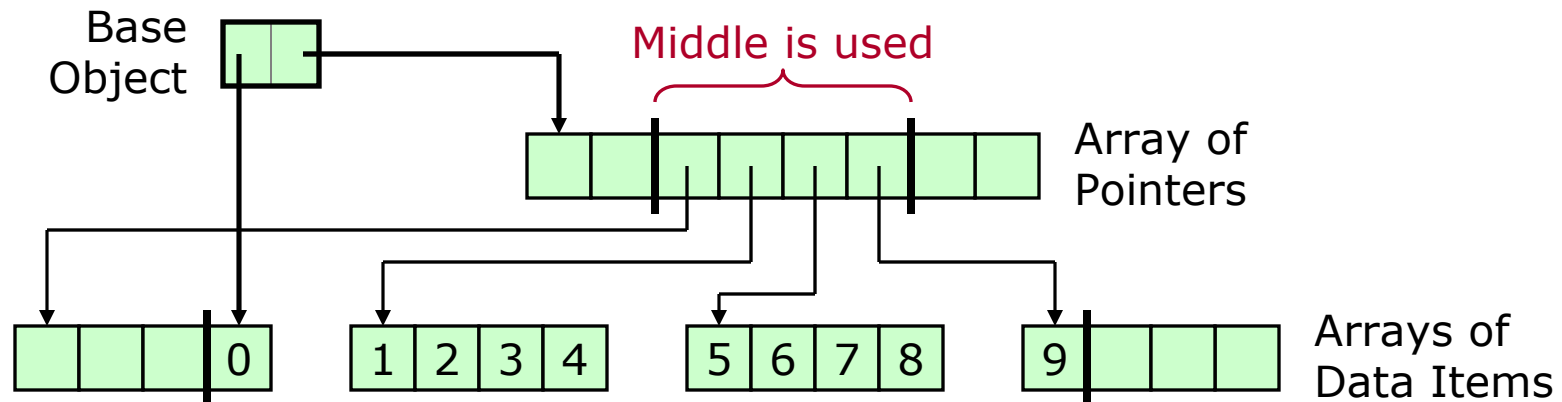 Base
Object
Middle is used
Array of
Pointers
0
1 2 3 4
5 6 7 8
9
Arrays of
Data Items